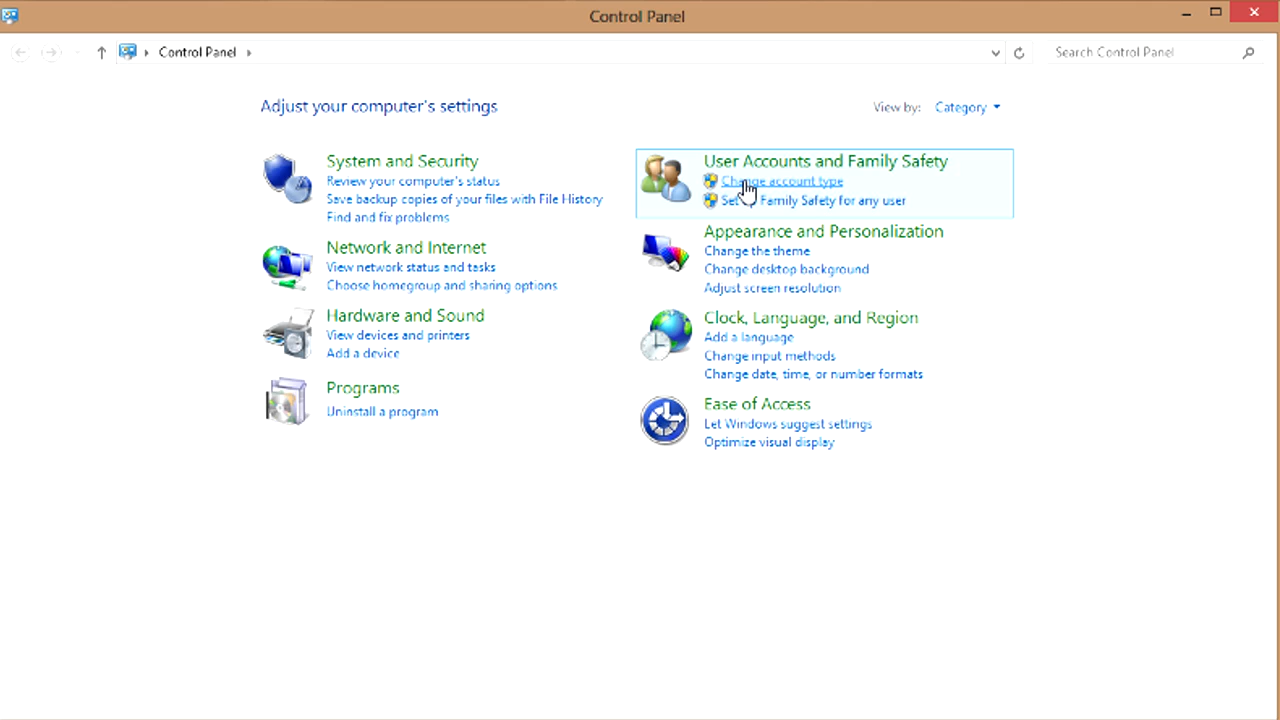 Control Panel
Control Panel
Search Control Panel
Adjust your computer's settings
View by: Category
System and Security
Review your computer's status
Save backup copies of your files with File History
Find and fix problems
Network and Internet
View network status and tasks
Choose homegroup and sharing options
Hardware and Sound
View devices and printers
Add a device
Programs
Uninstall a program
User Accounts and Family Safety
Change account type
Family Safety for any user
Appearance and Personalization
Change the theme
Change desktop background
Adjust screen resolution
Clock, Language, and Region
Add a language
Change input methods
Change date, time, or number formats
Ease of Access
Let Windows suggest settings
Optimize visual display